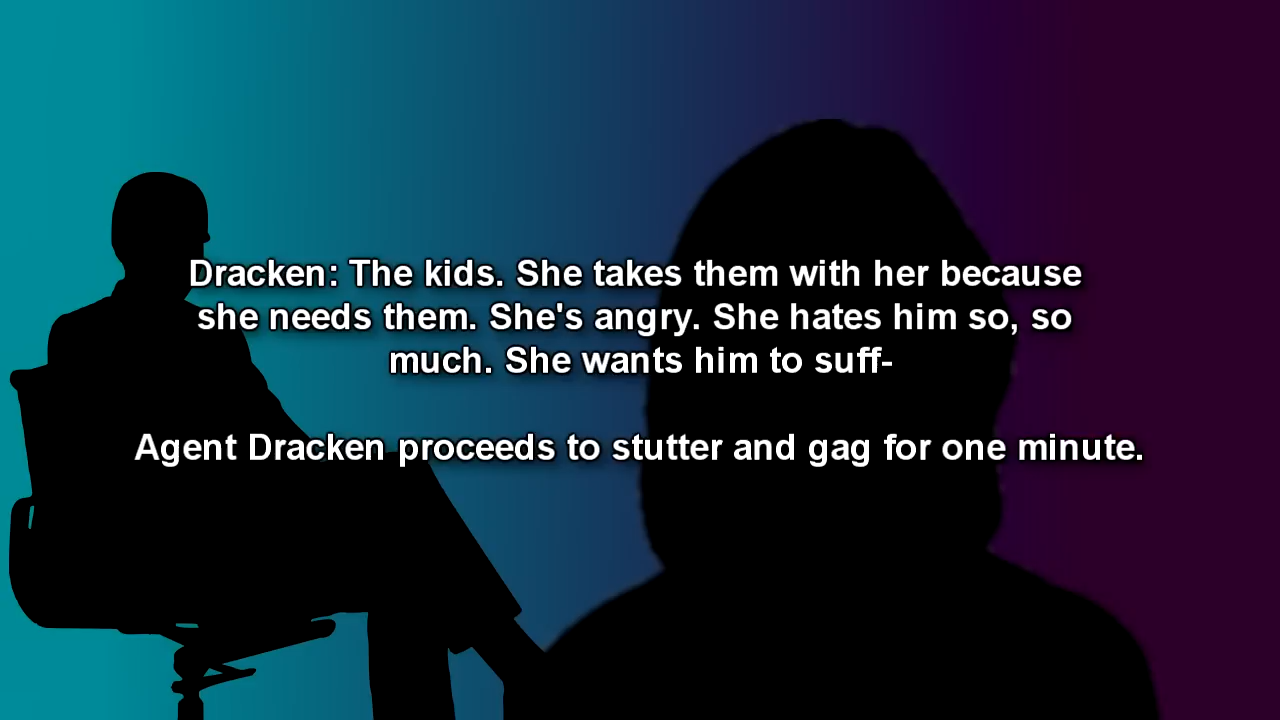 Dracken: The kids. She takes them with her because
she needs them. She's angry. She hates him so, so
much. She wants him to suff-
Agent Dracken proceeds to stutter and gag for one minute.